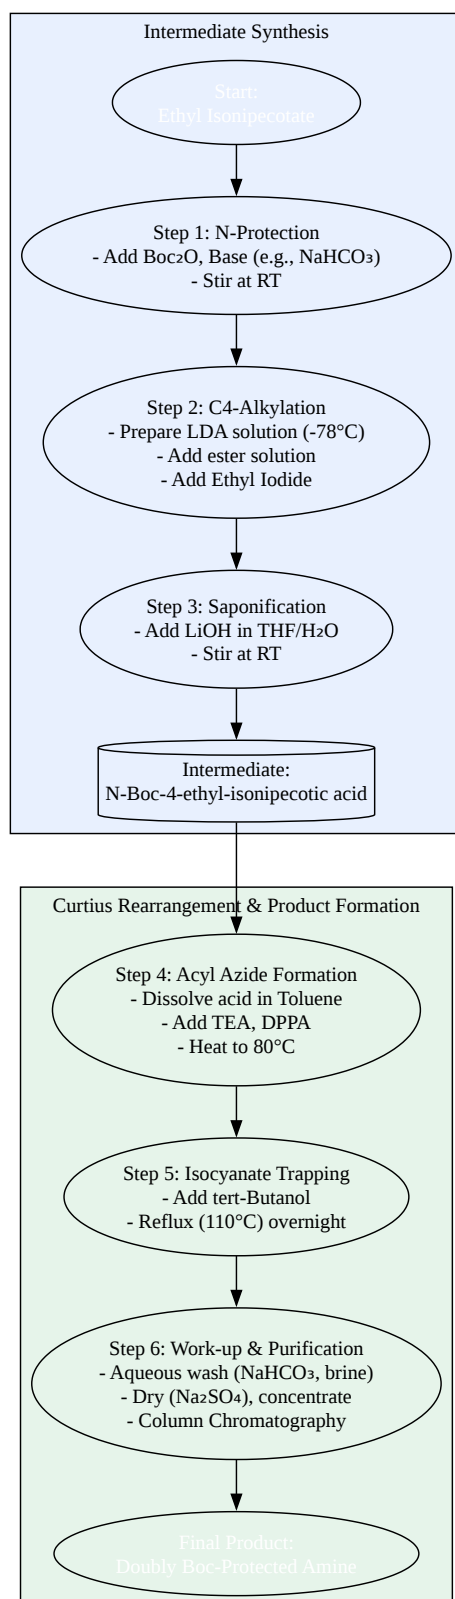 Intermediate Synthesis
Start:
Ethyl Isonipecotate
Step 1: N-Protection
- Add Boc₂O, Base (e.g., NaHCO₃)
- Stir at RT
Step 2: C4-Alkylation
- Prepare LDA solution (-78°C)
- Add ester solution
- Add Ethyl Iodide
Step 3: Saponification
- Add LiOH in THF/H₂O
- Stir at RT
Intermediate:
N-Boc-4-ethyl-isonipecotic acid
Curtius Rearrangement & Product Formation
Step 4: Acyl Azide Formation
- Dissolve acid in Toluene
- Add TEA, DPPA
- Heat to 80°C
Step 5: Isocyanate Trapping
- Add tert-Butanol
- Reflux (110°C) overnight
Step 6: Work-up & Purification
- Aqueous wash (NaHCO₃, brine)
- Dry (Na₂SO₄), concentrate
- Column Chromatography
Final Product:
Doubly Boc-Protected Amine